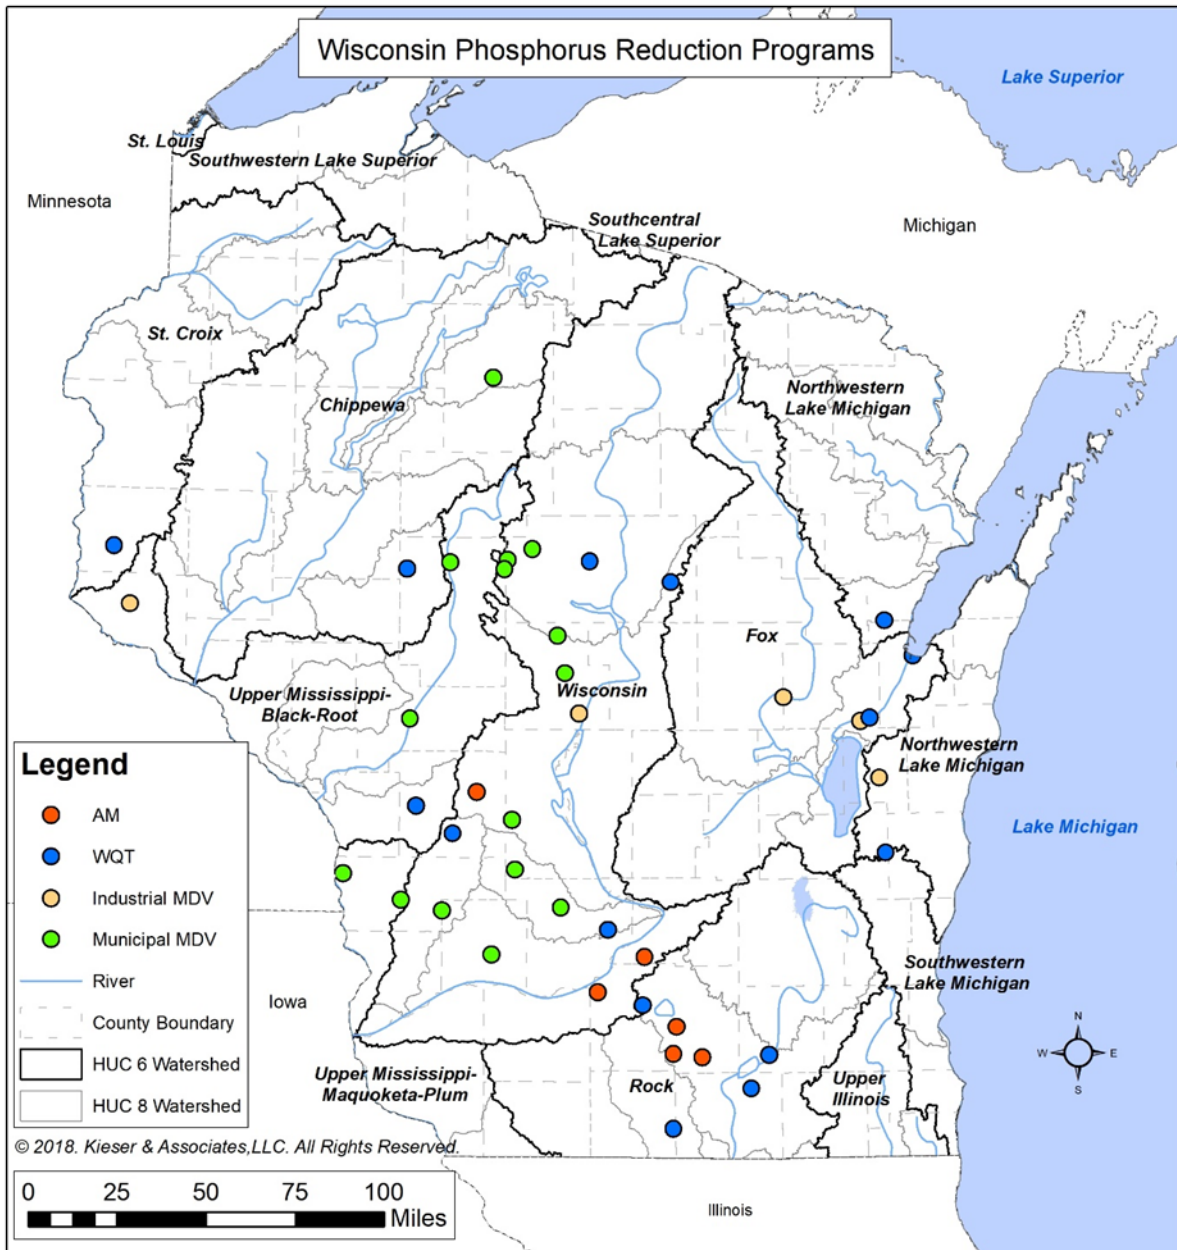 Wisconsin Phosphorus Reduction Programs
Lake Superior
St. Louis
Southwestern Lake Superior
Minnesota
Southcentral
Lake Superior
Michigan
St. Croix
Chippewa
Northwestern
Lake Michigan
Fox
Upper Mississippi-
Black-Root
Wisconsin
Northwestern
Lake Michigan
Lake Michigan
Legend
AM
WQT
Industrial MDV
Municipal MDV
River
County Boundary
HUC 6 Watershed
HUC 8 Watershed
Iowa
Southwestern
Lake Michigan
N
W E
S
Upper Mississippi-
Maquoketa-Plum
Rock
Upper
Illinois
© 2018. Kieser & Associates,LLC. All Rights Reserved.
0 25 50 75 100
Miles
Illinois